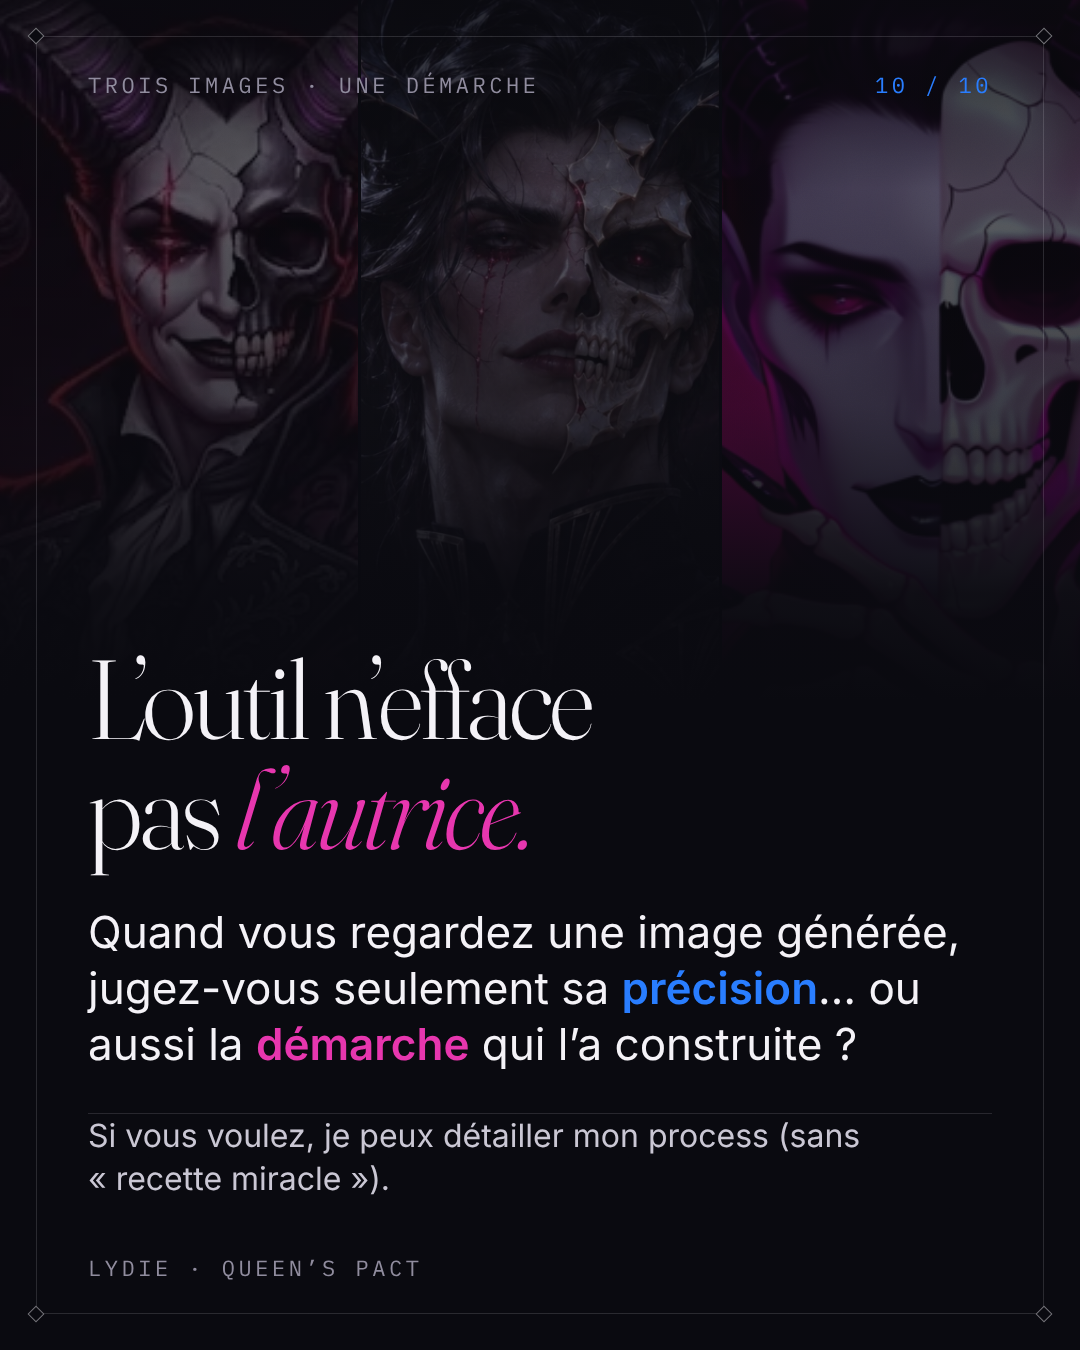 TROIS IMAGES · UNE DÉMARCHE
10 / 10
L’outil n’efface
pas l’autrice.
Quand vous regardez une image générée,
jugez-vous seulement sa précision… ou
aussi la démarche qui l’a construite ?
Si vous voulez, je peux détailler mon process (sans
« recette miracle »).
LYDIE · QUEEN’S PACT